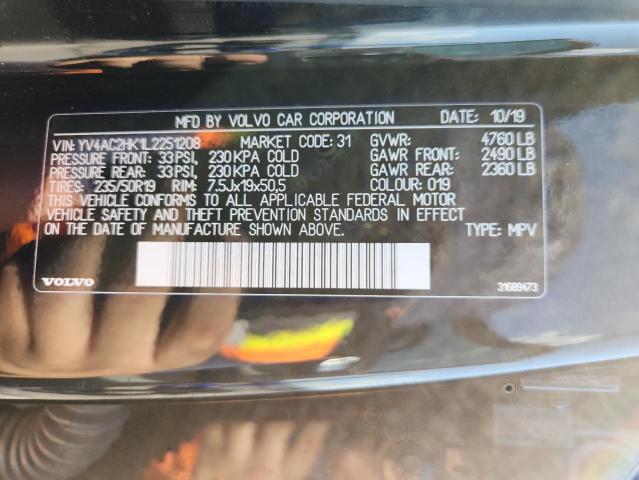 MFD BY VOLVO CAR CORPORATION DATE: 10/19
VIN: YV4AC2HK1L2251208 MARKET CODE: 31 GVWR: 4760 LB
PRESSURE FRONT: 33 PSI, 230 KPA COLD GAWR FRONT: 2490 LB
PRESSURE REAR: 33 PSI, 230 KPA COLD GAWR REAR: 2360 LB
TIRES: 235/50R19 RIM: 7,5Jx19x50,5 COLOUR: 019
THIS VEHICLE CONFORMS TO ALL APPLICABLE FEDERAL MOTOR
VEHICLE SAFETY AND THEFT PREVENTION STANDARDS IN EFFECT
ON THE DATE OF MANUFACTURE SHOWN ABOVE. TYPE: MPV
VOLVO 31689473